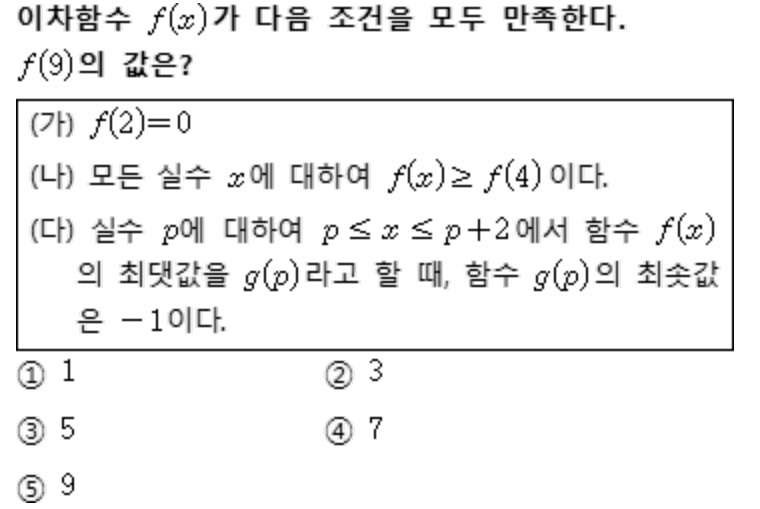 이차함수 f(x)가 다음 조건을 모두 만족한다.
f(9)의 값은?
(가) f(2)=0
(나) 모든 실수 x에 대하여 f(x)≥ f(4)이다.
(다) 실수 p에 대하여 p≤x≤p+2에서 함수 f(x)
의 최댓값을 g(p)라고 할 때, 함수 g(p)의 최솟값
은 -1이다.
① 1 ② 3
③ 5 ④ 7
⑤ 9